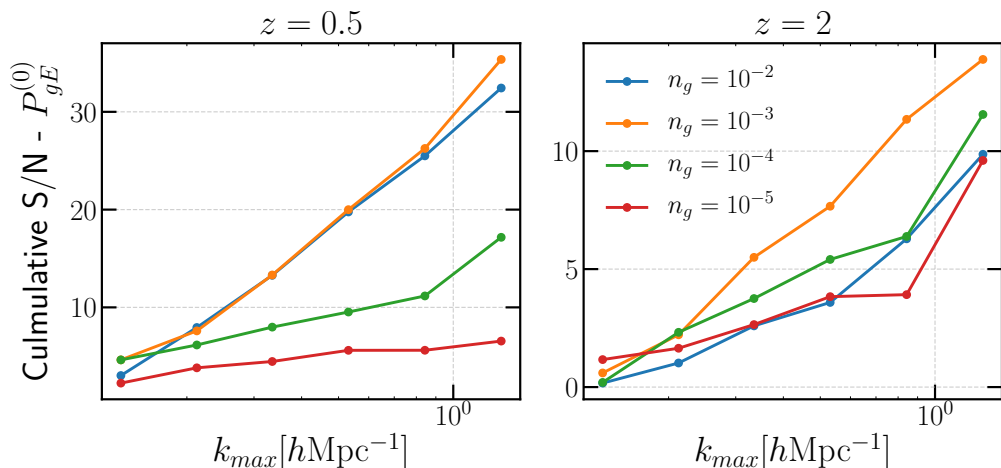 z = 0.5
z = 2
Culmulative S/N - P_{gE}^{(0)}
30
20
10
10^0
k_{max}[hMpc^{-1}]
10
5
0
n_g = 10^{-2}
n_g = 10^{-3}
n_g = 10^{-4}
n_g = 10^{-5}
10^0
k_{max}[hMpc^{-1}]